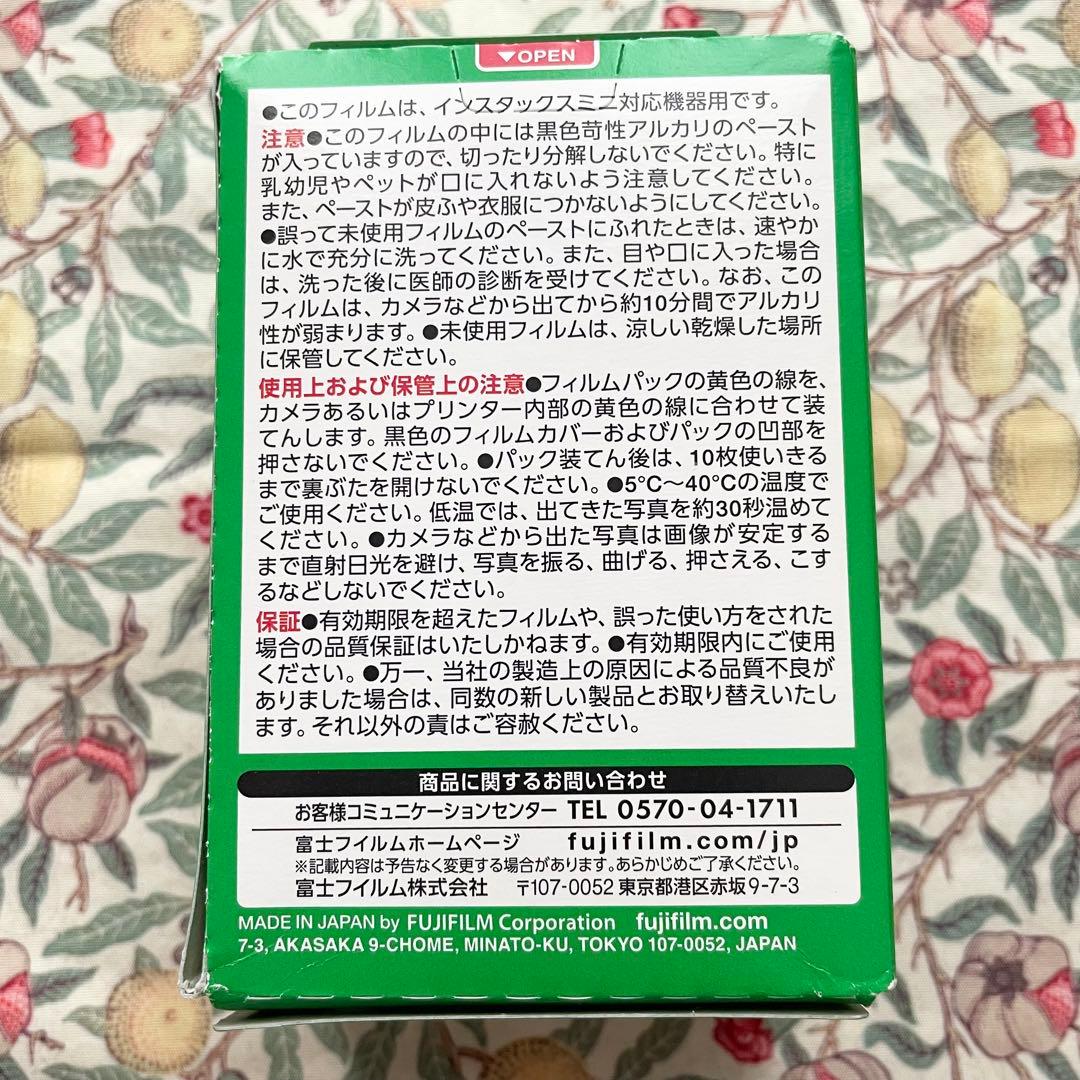 ▼OPEN
●このフィルムは、インスタックスミニ対応機器用です。
注意●このフィルムの中には黒色苛性アルカリのペースト
が入っていますので、切ったり分解しないでください。特に
乳幼児やペットが口に入れないよう注意してください。
また、ペーストが皮ふや衣服につかないようにしてください。
●誤って未使用フィルムのペーストにふれたときは、速やか
に水で充分に洗ってください。また、目や口に入った場合
は、洗った後に医師の診断を受けてください。なお、この
フィルムは、カメラなどから出てから約10分間でアルカリ
性が弱まります。●未使用フィルムは、涼しい乾燥した場所
に保管してください。
使用上および保管上の注意●フィルムパックの黄色の線を、
カメラあるいはプリンター内部の黄色の線に合わせて装
てんします。黒色のフィルムカバーおよびパックの凹部を
押さないでください。●パック装てん後は、10枚使いきる
まで裏ぶたを開けないでください。●5℃〜40℃の温度で
ご使用ください。低温では、出てきた写真を約30秒温めて
ください。●カメラなどから出た写真は画像が安定する
まで直射日光を避け、写真を振る、曲げる、押さえる、こす
るなどしないでください。
保証●有効期限を超えたフィルムや、誤った使い方をされた
場合の品質保証はいたしかねます。●有効期限内にご使用
ください。●万一、当社の製造上の原因による品質不良が
ありました場合は、同数の新しい製品とお取り替えいたし
ます。それ以外の責はご容赦ください。
商品に関するお問い合わせ
お客様コミュニケーションセンター TEL 0570-04-1711
富士フイルムホームページ fujifilm.com/jp
※記載内容は予告なく変更する場合があります。あらかじめご了承ください。
富士フイルム株式会社 〒107-0052 東京都港区赤坂9-7-3
MADE IN JAPAN by FUJIFILM Corporation fujifilm.com
7-3, AKASAKA 9-CHOME, MINATO-KU, TOKYO 107-0052, JAPAN